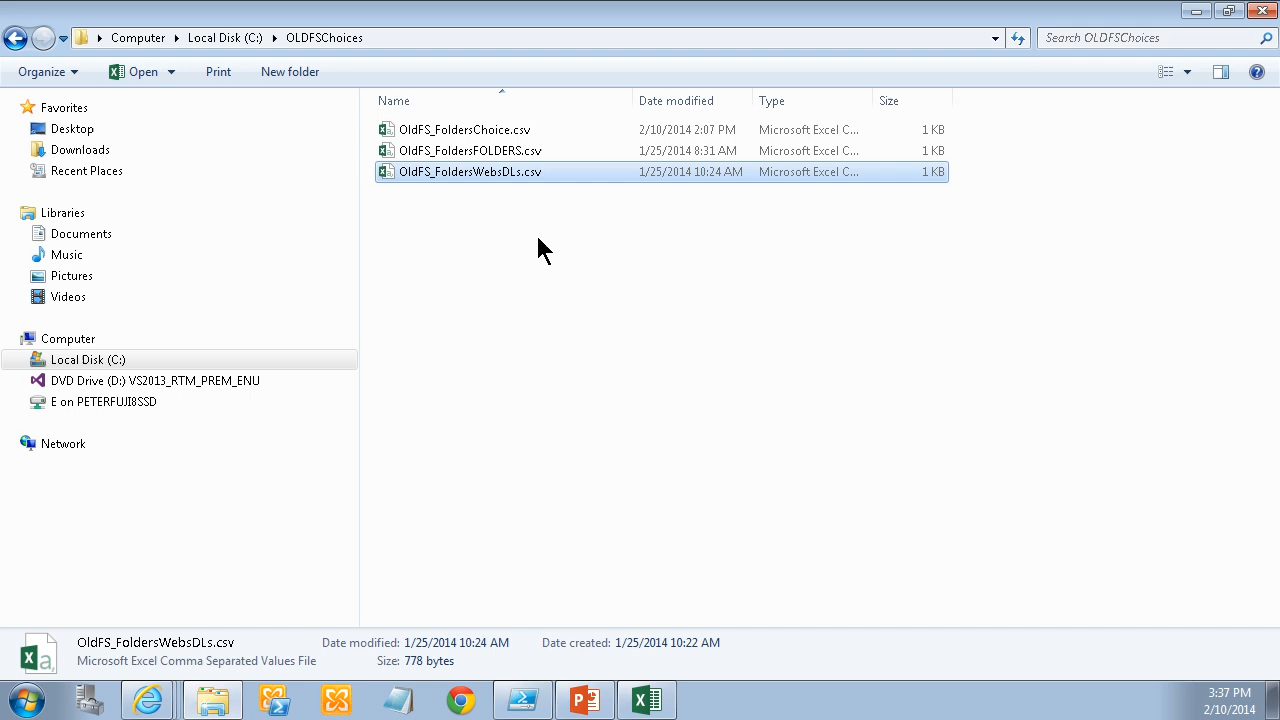 Computer
Local Disk (C:)
OLDFSChoices
Search OLDFSChoices
Organize
Open
Print
New folder
Name
Date modified
Type
Size
Favorites
Desktop
Downloads
Recent Places
Libraries
Documents
Music
Pictures
Videos
Computer
Local Disk (C:)
DVD Drive (D:) VS2013_RTM_PREM_ENU
E on PETERFUJI8SSD
Network
OldFS_FoldersChoice.csv 2/10/2014 2:07 PM Microsoft Excel C... 1 KB
OldFS_FoldersFOLDERS.csv 1/25/2014 8:31 AM Microsoft Excel C... 1 KB
OldFS_FoldersWebsDLs.csv 1/25/2014 10:24 AM Microsoft Excel C... 1 KB
OldFS_FoldersWebsDLs.csv Date modified: 1/25/2014 10:24 AM Date created: 1/25/2014 10:22 AM
Microsoft Excel Comma Separated Values File Size: 778 bytes
3:37 PM
2/10/2014